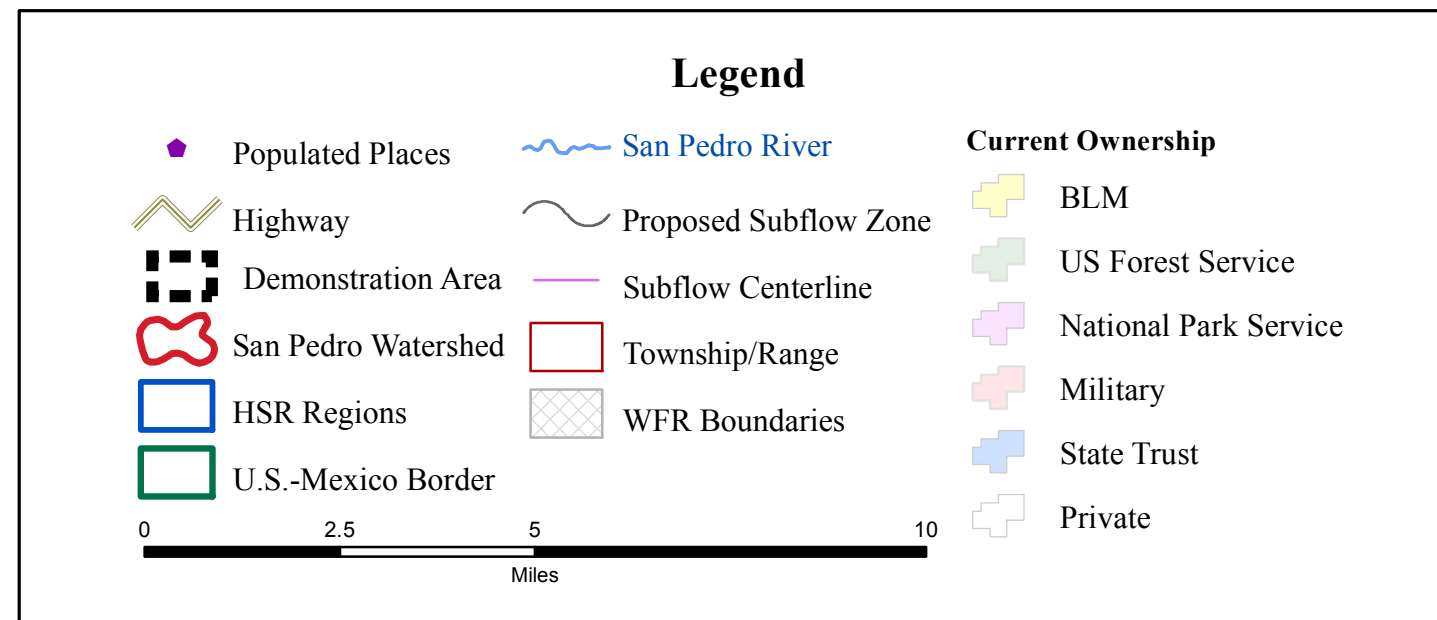 Legend
Populated Places
Highway
Demonstration Area
San Pedro Watershed
HSR Regions
U.S.-Mexico Border
San Pedro River
Proposed Subflow Zone
Subflow Centerline
Township/Range
WFR Boundaries
Current Ownership
BLM
US Forest Service
National Park Service
Military
State Trust
Private
0 2.5 5 10
Miles